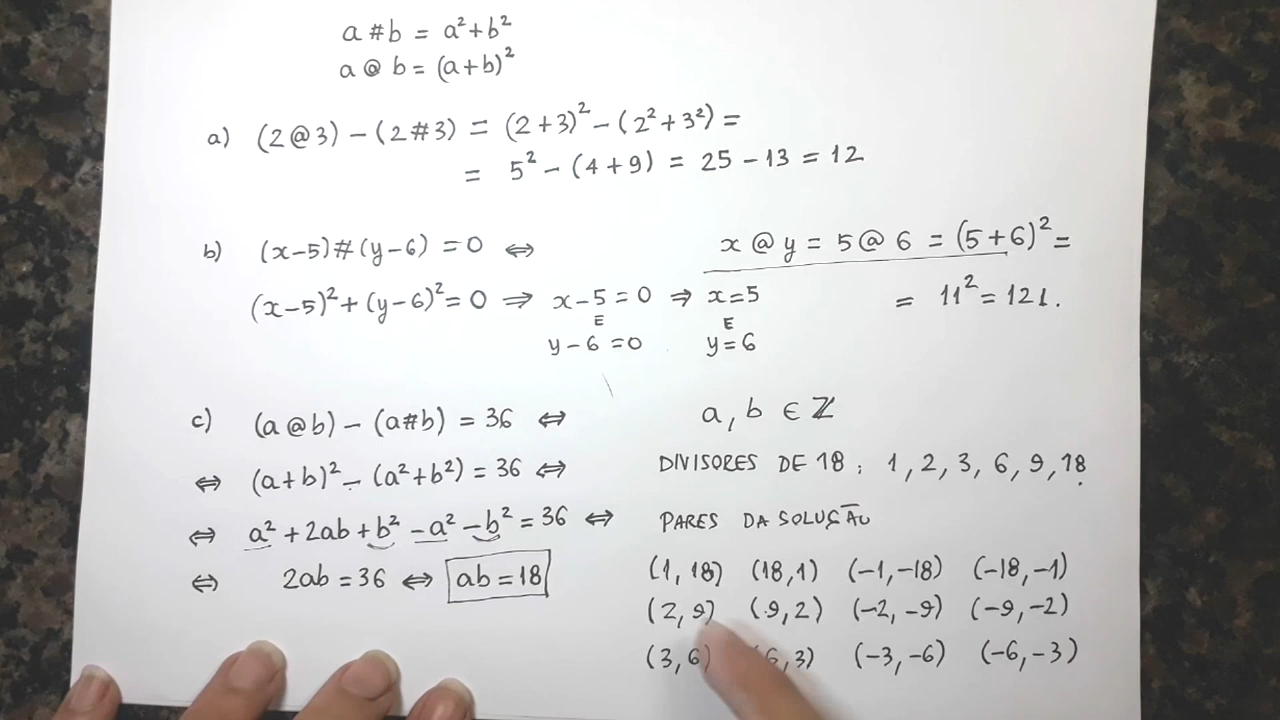 a # b = a² + b²
a @ b = (a+b)²
a) (2@3) − (2#3) = (2+3)² − (2² + 3²) =
= 5² − (4+9) = 25 − 13 = 12
b) (x−5)#(y−6) = 0 ⇔
(x−5)² + (y−6)² = 0 ⇒ x−5 = 0 ⇒ x=5
E E
y−6 = 0 y=6
x @ y = 5 @ 6 = (5+6)² =
= 11² = 121.
c) (a@b) − (a#b) = 36 ⇔
⇔ (a+b)² − (a²+b²) = 36 ⇔
⇔ a² + 2ab + b² − a² − b² = 36 ⇔
⇔ 2ab = 36 ⇔ ab = 18
a, b ∈ ℤ
DIVISORES DE 18 : 1, 2, 3, 6, 9, 18.
PARES DA SOLUÇÃO
(1, 18) (18, 1) (−1, −18) (−18, −1)
(2, 9) (9, 2) (−2, −9) (−9, −2)
(3, 6) 6, 3) (−3, −6) (−6, −3)